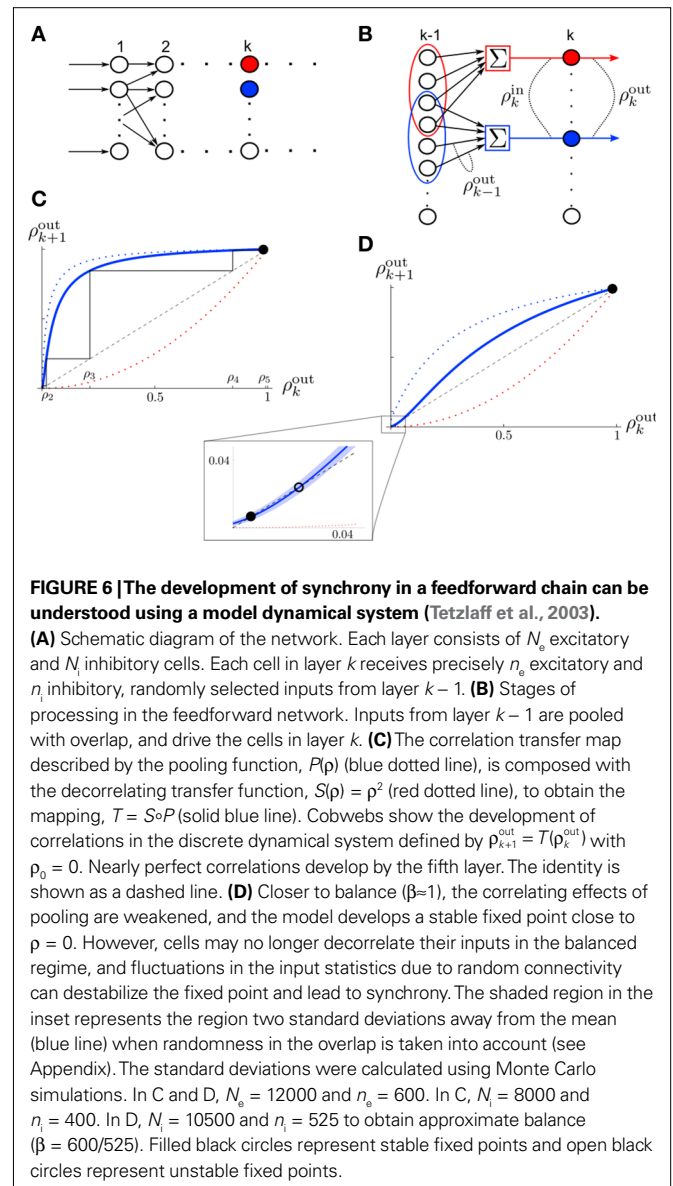 A
1 2 k
B
k-1 k
Σ
ρ_k^in ρ_k^out
Σ
ρ_{k−1}^out
C
ρ_{k+1}^out
ρ_2 ρ_3 ρ_4 ρ_5
0.5 1 ρ_k^out
D
ρ_{k+1}^out
0.5 1 ρ_k^out
0.04
0.04
FIGURE 6 | The development of synchrony in a feedforward chain can be
understood using a model dynamical system (Tetzlaff et al., 2003).
(A) Schematic diagram of the network. Each layer consists of N_e excitatory
and N_i inhibitory cells. Each cell in layer k receives precisely n_e excitatory and
n_i inhibitory, randomly selected inputs from layer k − 1. (B) Stages of
processing in the feedforward network. Inputs from layer k − 1 are pooled
with overlap, and drive the cells in layer k. (C) The correlation transfer map
described by the pooling function, P(ρ) (blue dotted line), is composed with
the decorrelating transfer function, S(ρ) = ρ² (red dotted line), to obtain the
mapping, T = S∘P (solid blue line). Cobwebs show the development of
correlations in the discrete dynamical system defined by ρ_{k+1}^out = T(ρ_k^out) with
ρ_0 = 0. Nearly perfect correlations develop by the fifth layer. The identity is
shown as a dashed line. (D) Closer to balance (β≈1), the correlating effects of
pooling are weakened, and the model develops a stable fixed point close to
ρ = 0. However, cells may no longer decorrelate their inputs in the balanced
regime, and fluctuations in the input statistics due to random connectivity
can destabilize the fixed point and lead to synchrony. The shaded region in the
inset represents the region two standard deviations away from the mean
(blue line) when randomness in the overlap is taken into account (see
Appendix). The standard deviations were calculated using Monte Carlo
simulations. In C and D, N_e = 12000 and n_e = 600. In C, N_i = 8000 and
n_i = 400. In D, N_i = 10500 and n_i = 525 to obtain approximate balance
(β = 600/525). Filled black circles represent stable fixed points and open black
circles represent unstable fixed points.